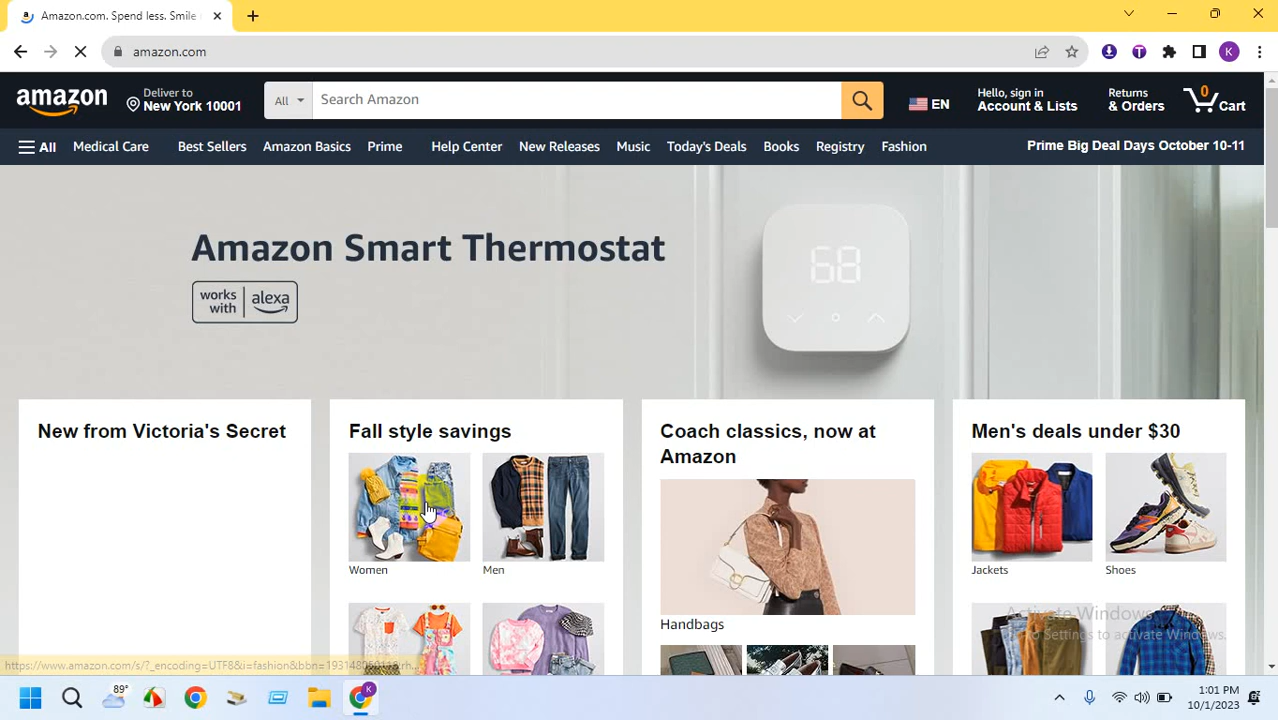 Amazon.com. Spend less. Smile
amazon.com
K
amazon
Deliver to
New York 10001
All
Search Amazon
EN
Hello, sign in
Account & Lists
Returns
& Orders
0
Cart
All
Medical Care
Best Sellers
Amazon Basics
Prime
Help Center
New Releases
Music
Today's Deals
Books
Registry
Fashion
Prime Big Deal Days October 10-11
Amazon Smart Thermostat
works with
alexa
68
New from Victoria's Secret
Fall style savings
Women
Men
Coach classics, now at
Amazon
Handbags
Men's deals under $30
Jackets
Shoes
Activate Windows
Go to Settings to activate Windows.
https://www.amazon.com/s/?_encoding=UTF8&i=fashion&bbn=
89°
K
1:01 PM
10/1/2023